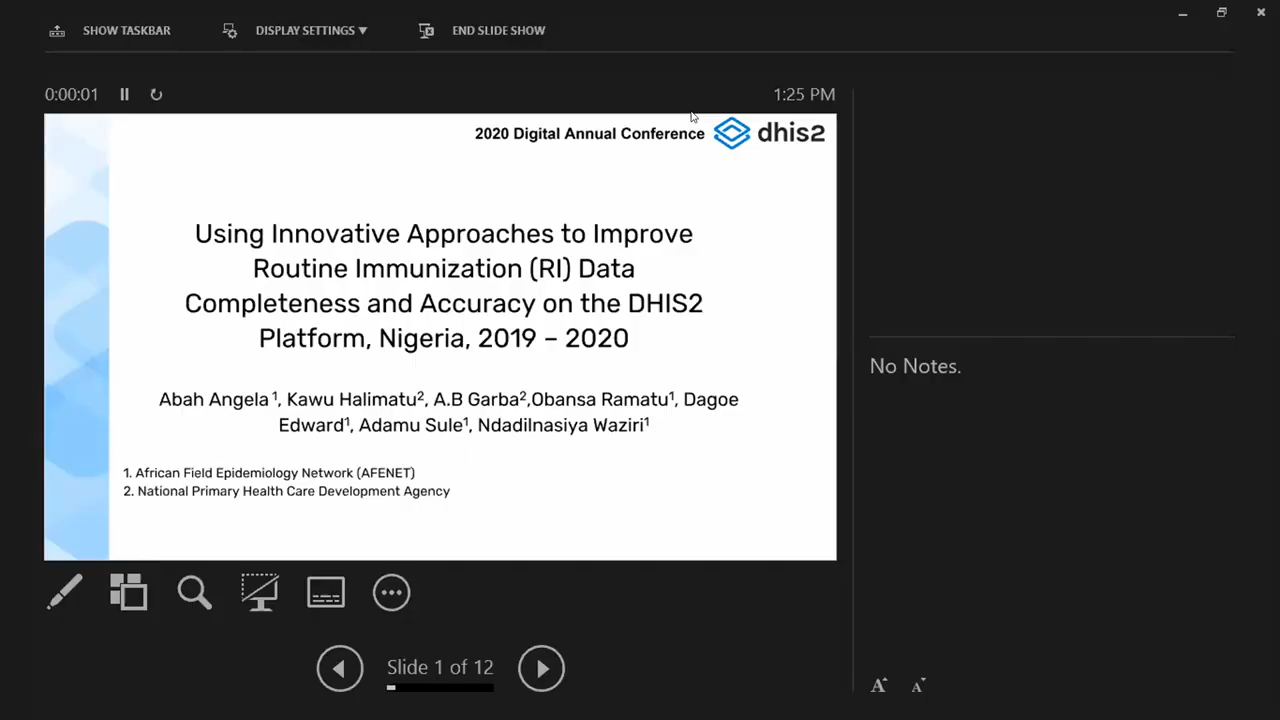 SHOW TASKBAR DISPLAY SETTINGS ▼ END SLIDE SHOW
0:00:01 1:25 PM
2020 Digital Annual Conference dhis2
Using Innovative Approaches to Improve
Routine Immunization (RI) Data
Completeness and Accuracy on the DHIS2
Platform, Nigeria, 2019 – 2020
Abah Angela ¹, Kawu Halimatu², A.B Garba²,Obansa Ramatu¹, Dagoe
Edward¹, Adamu Sule¹, Ndadilnasiya Waziri¹
1. African Field Epidemiology Network (AFENET)
2. National Primary Health Care Development Agency
No Notes.
Slide 1 of 12
A A